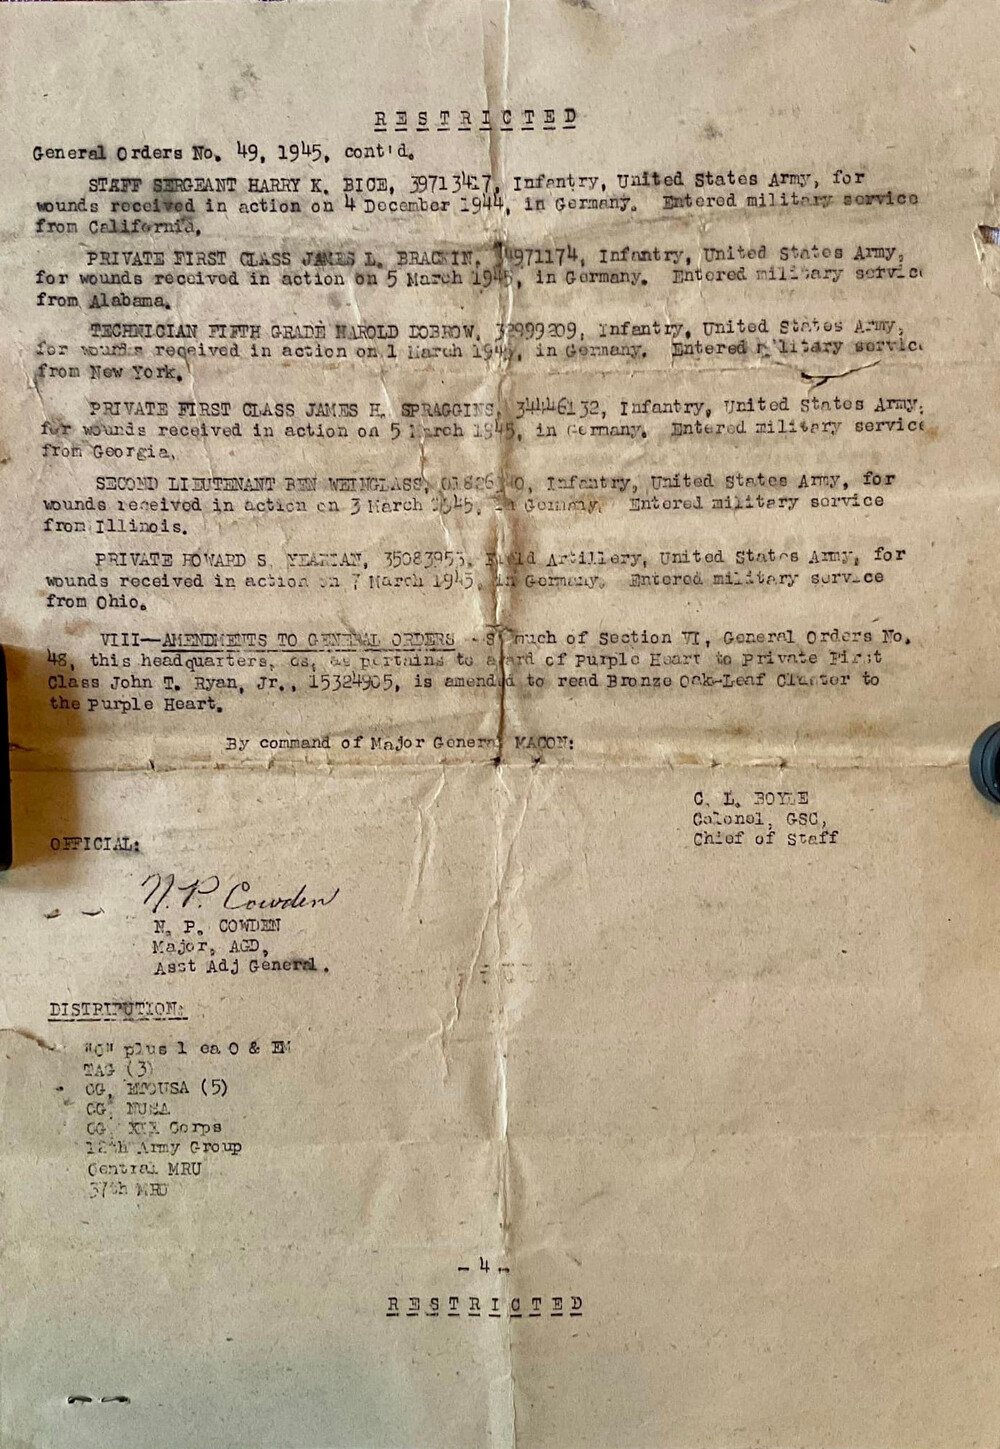 RESTRICTED
General Orders No. 49, 1945, cont'd.
STAFF SERGEANT HARRY K. BICE, 39713417, Infantry, United States Army, for
wounds received in action on 4 December 1944, in Germany. Entered military service
from California.
PRIVATE FIRST CLASS JAMES L. BRACKIN, 34971174, Infantry, United States Army,
for wounds received in action on 5 March 1945, in Germany. Entered military service
from Alabama.
TECHNICIAN FIFTH GRADE HAROLD DOBROW, 32999209, Infantry, United States Army,
for wounds received in action on 1 March 1945, in Germany. Entered military service
from New York.
PRIVATE FIRST CLASS JAMES H. SPRAGGINS, 34446132, Infantry, United States Army,
for wounds received in action on 5 March 1945, in Germany. Entered military service
from Georgia.
SECOND LIEUTENANT BEN WEINGLASS, Infantry, United States Army, for
wounds received in action on 3 March 1945, in Germany. Entered military service
from Illinois.
PRIVATE HOWARD S. 35083953, Field Artillery, United States Army, for
wounds received in action on 7 March 1945, in Germany. Entered military service
from Ohio.
VIII—AMENDMENTS TO GENERAL ORDERS - So much of Section VI, General Orders No.
48, this headquarters, cs, as pertains to award of Purple Heart to Private First
Class John T. Ryan, Jr., 15324905, is amended to read Bronze Oak-Leaf Cluster to
the Purple Heart.
By command of Major General MACON:
C. L. BOYLE
Colonel, GSC,
Chief of Staff
OFFICIAL:
N. P. Cowden
N. P. COWDEN
Major, AGD,
Asst Adj General.
DISTRIBUTION:
"C" plus 1 ea O & EM
TAG (3)
CG, ETOUSA (5)
CG, NUSA
CG, XIX Corps
12th Army Group
Central MRU
37th MRU
- 4 -
RESTRICTED